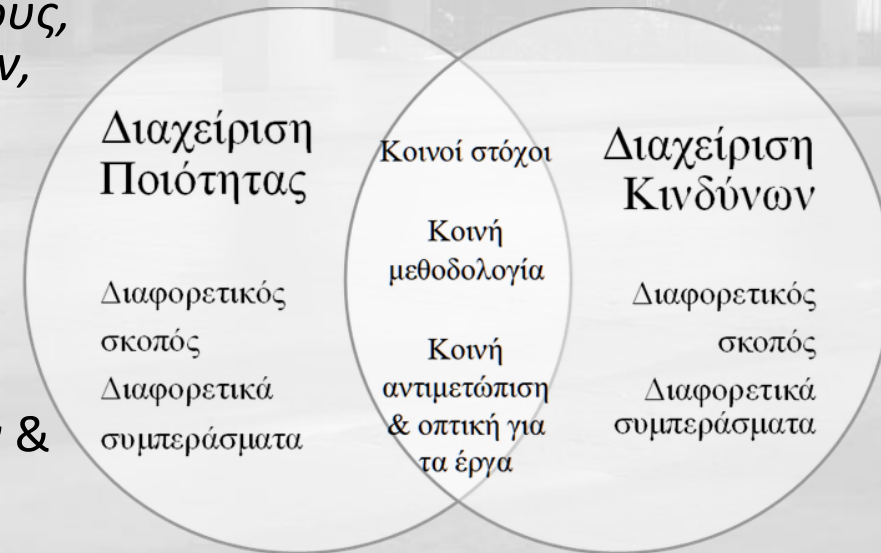 ους,
ν,
&
Διαχείριση
Ποιότητας
Διαφορετικός
σκοπός
Διαφορετικά
συμπεράσματα
Κοινοί στόχοι
Κοινή
μεθοδολογία
Κοινή
αντιμετώπιση
& οπτική για
τα έργα
Διαχείριση
Κινδύνων
Διαφορετικός
σκοπός
Διαφορετικά
συμπεράσματα